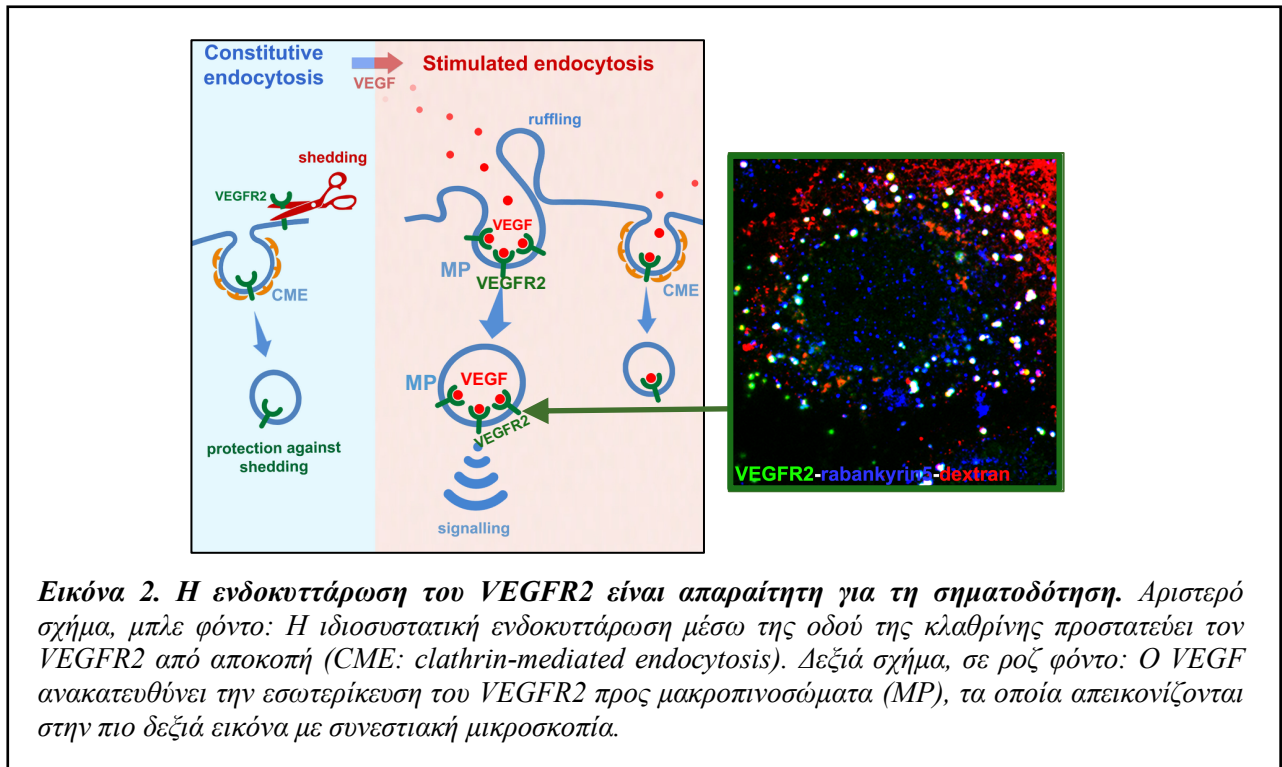 Constitutive
endocytosis
VEGF
Stimulated endocytosis
ruffling
shedding
VEGFR2
CME
protection against
shedding
VEGF
MP
VEGFR2
CME
MP
VEGF
VEGFR2
signalling
VEGFR2-rabankyrin5-dextran
Εικόνα 2. Η ενδοκυττάρωση του VEGFR2 είναι απαραίτητη για τη σηματοδότηση. Αριστερό
σχήμα, μπλε φόντο: Η ιδιοσυστατική ενδοκυττάρωση μέσω της οδού της κλαθρίνης προστατεύει τον
VEGFR2 από αποκοπή (CME: clathrin-mediated endocytosis). Δεξιά σχήμα, σε ροζ φόντο: Ο VEGF
ανακατευθύνει την εσωτερίκευση του VEGFR2 προς μακροπινοσώματα (MP), τα οποία απεικονίζονται
στην πιο δεξιά εικόνα με συνεστιακή μικροσκοπία.